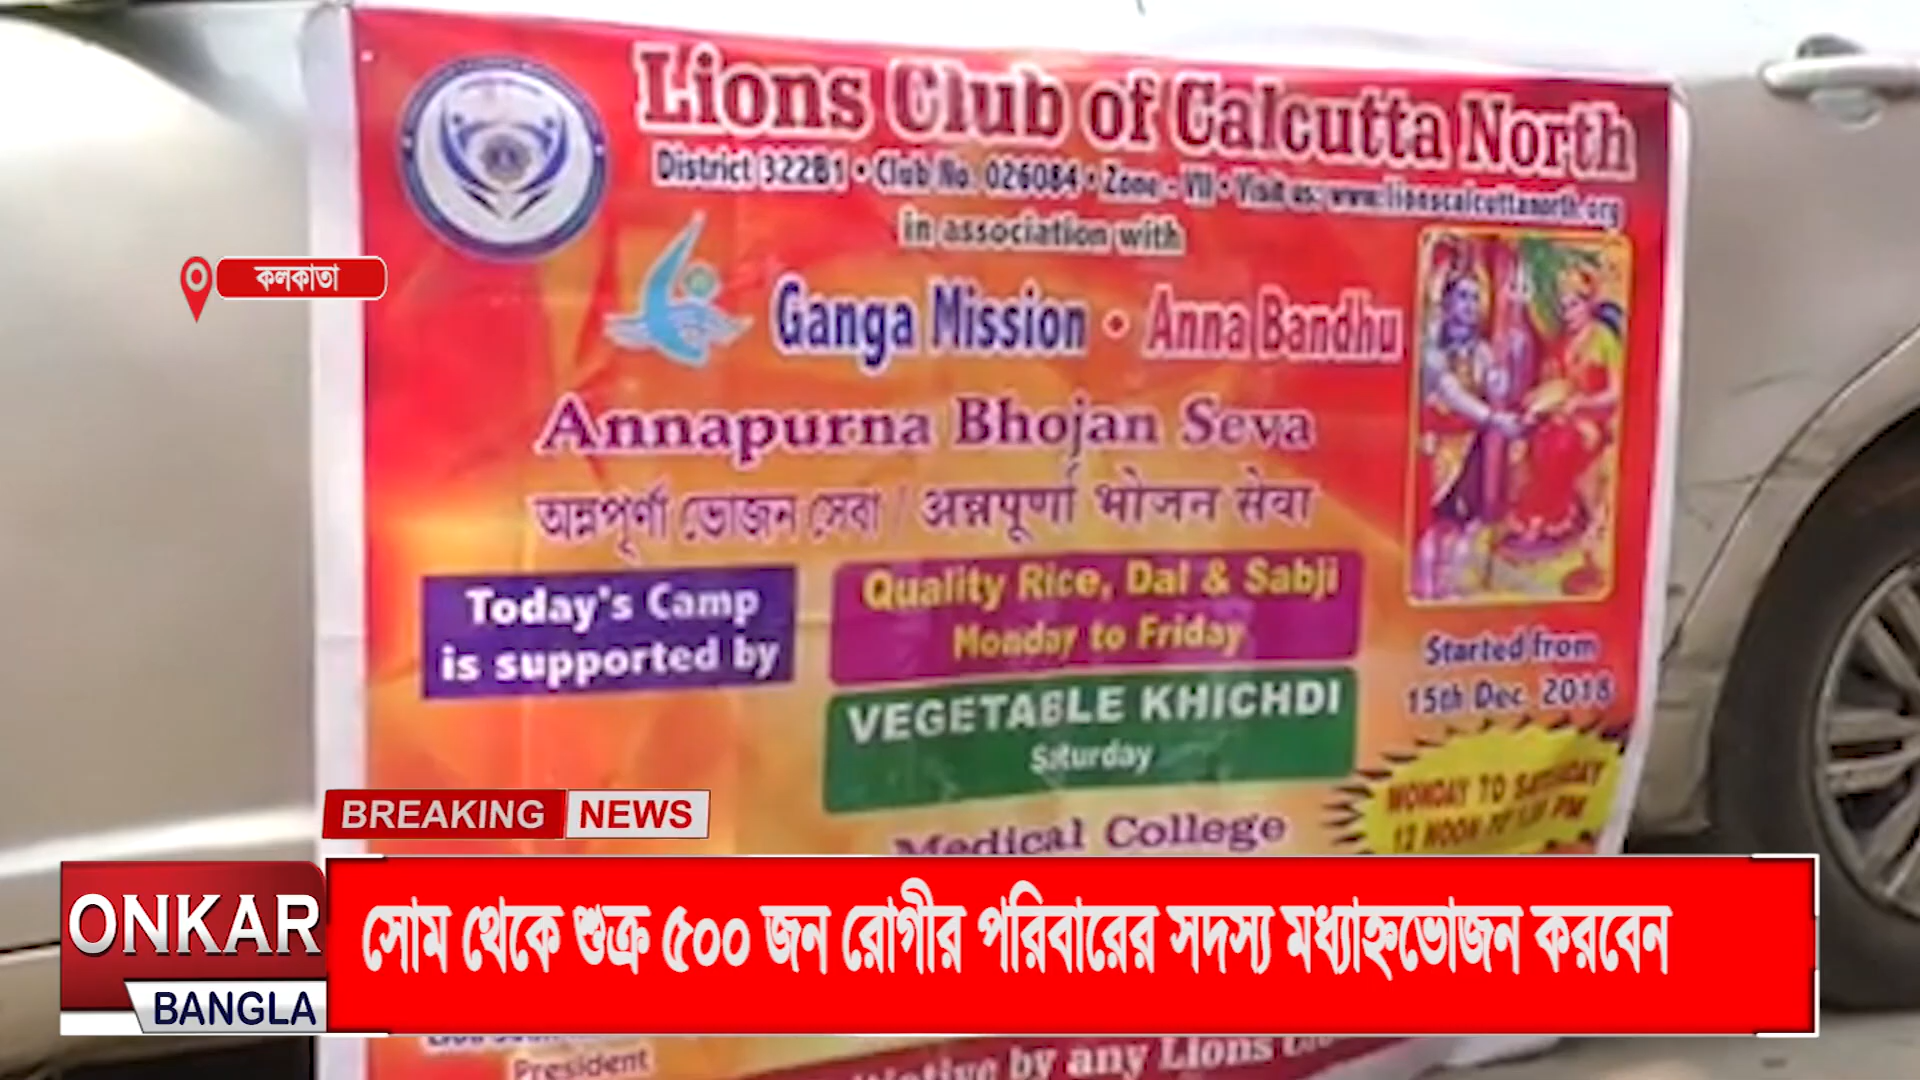 Lions Club of Calcutta North
District 322B1 • Club No. 026084 • Zone - VII • Visit us: www.lionscalcuttanorth.org
in association with
Ganga Mission • Anna Bandhu
কলকাতা
Annapurna Bhojan Seva
অন্নপূর্ণা ভোজন সেবা / अन्नपूर्णा भोजन सेवा
Today's Camp
is supported by
Quality Rice, Dal & Sabji
Monday to Friday
VEGETABLE KHICHDI
Saturday
Started from
15th Dec. 2018
MONDAY TO SATURDAY
12 NOON TO
Medical College
BREAKING NEWS
ONKAR
BANGLA
সোম থেকে শুক্র ৫০০ জন রোগীর পরিবারের সদস্য মধ্যাহ্নভোজন করবেন
President
by any Lions